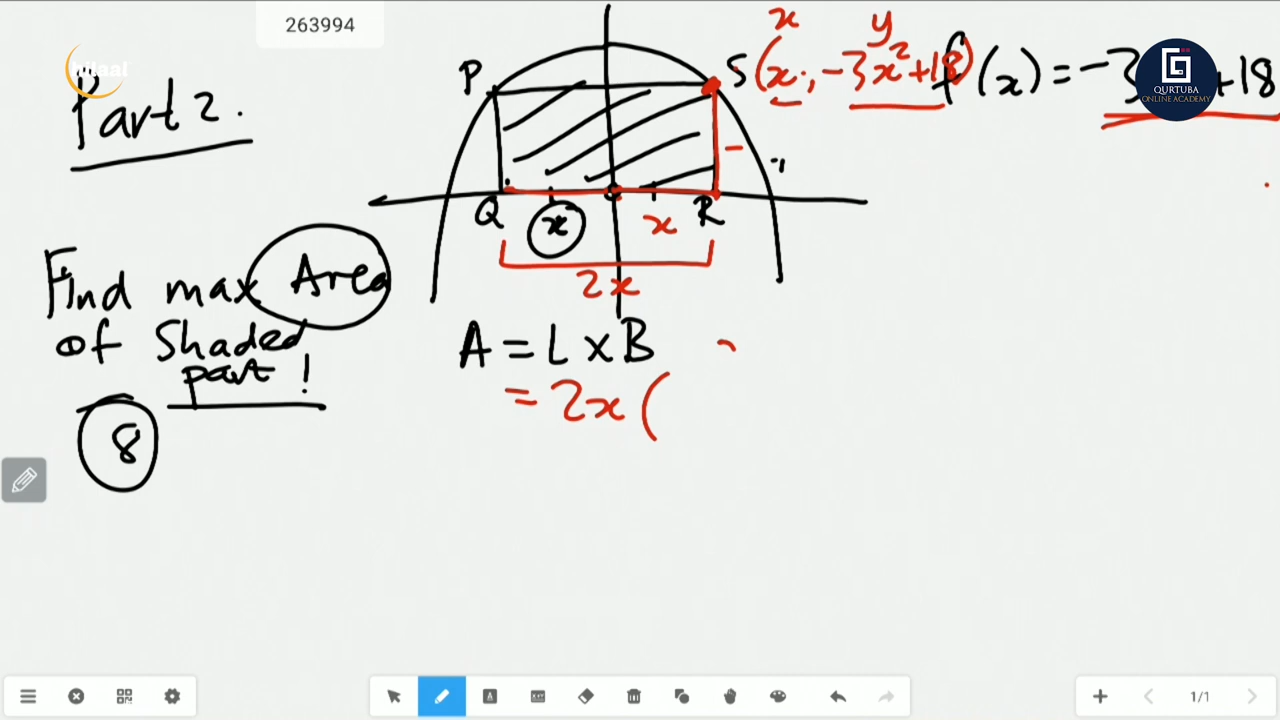 263994
hilaal
Part 2.
P
S (x ; -3x²+18)
x
y
f(x) = -3 +18
QURTUBA
ONLINE ACADEMY
Q
x
x
R
2x
Find max Area
of Shaded
part !
8
A = L x B
= 2x (
1/1